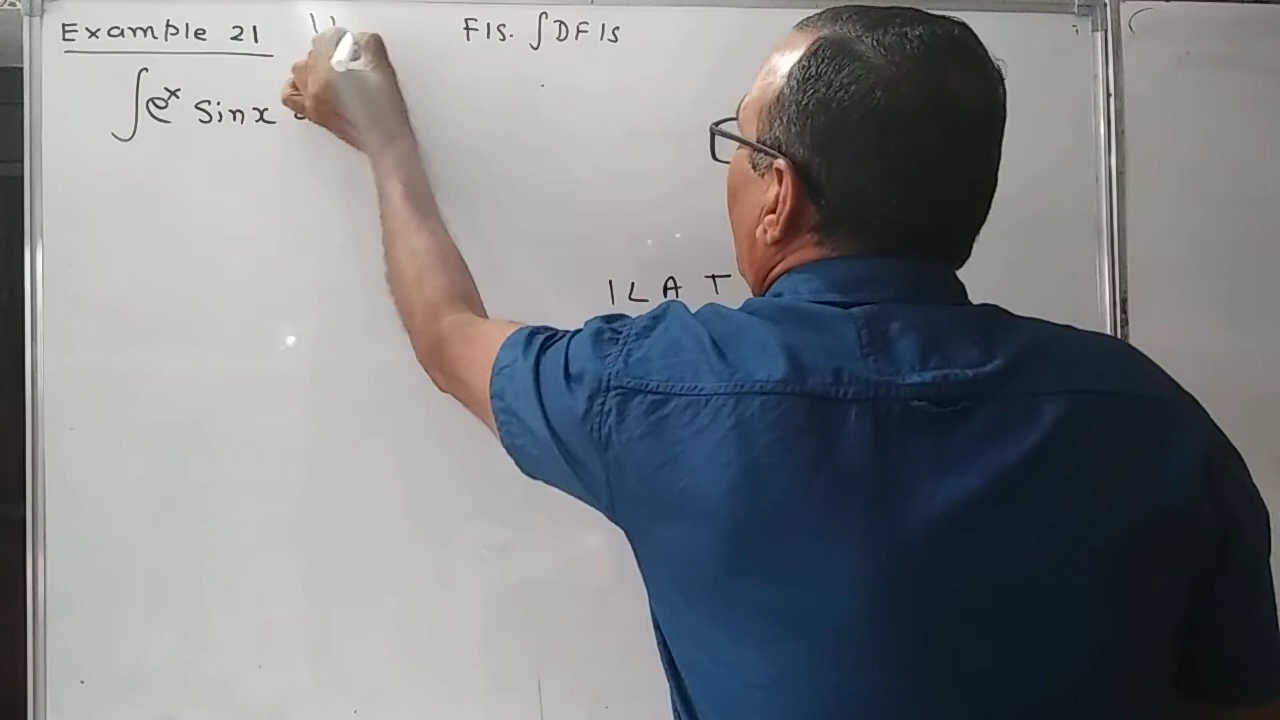 Example 21 FIS. ∫DFIS
∫eˣ Sinx
ILAT